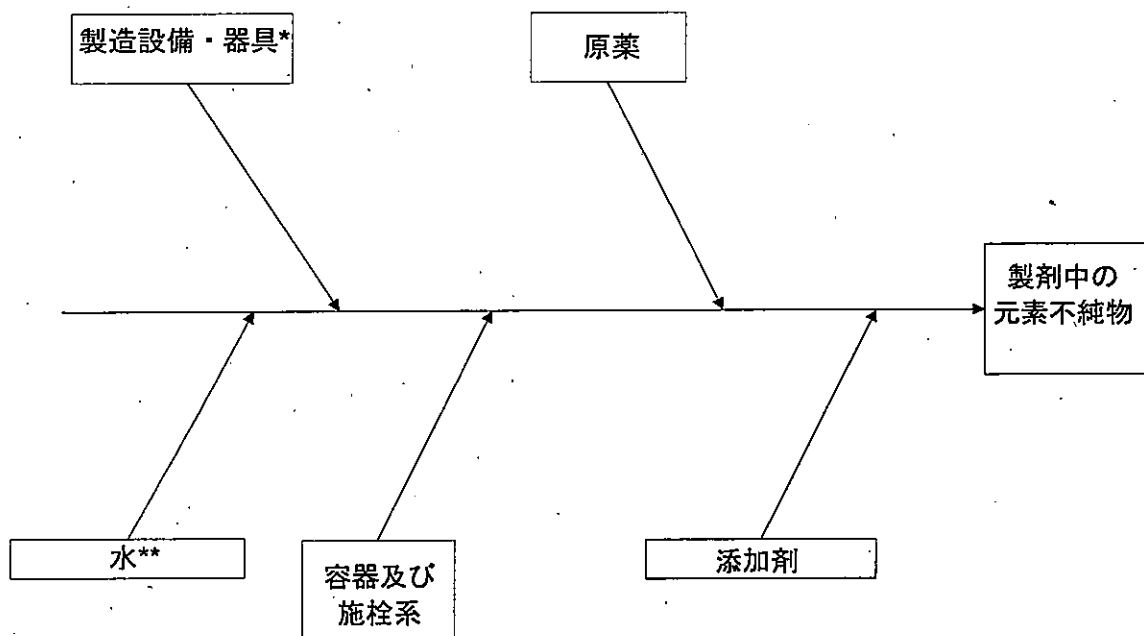 製造設備・器具*
原薬
製剤中の
元素不純物
水**
容器及び
施栓系
添加剤